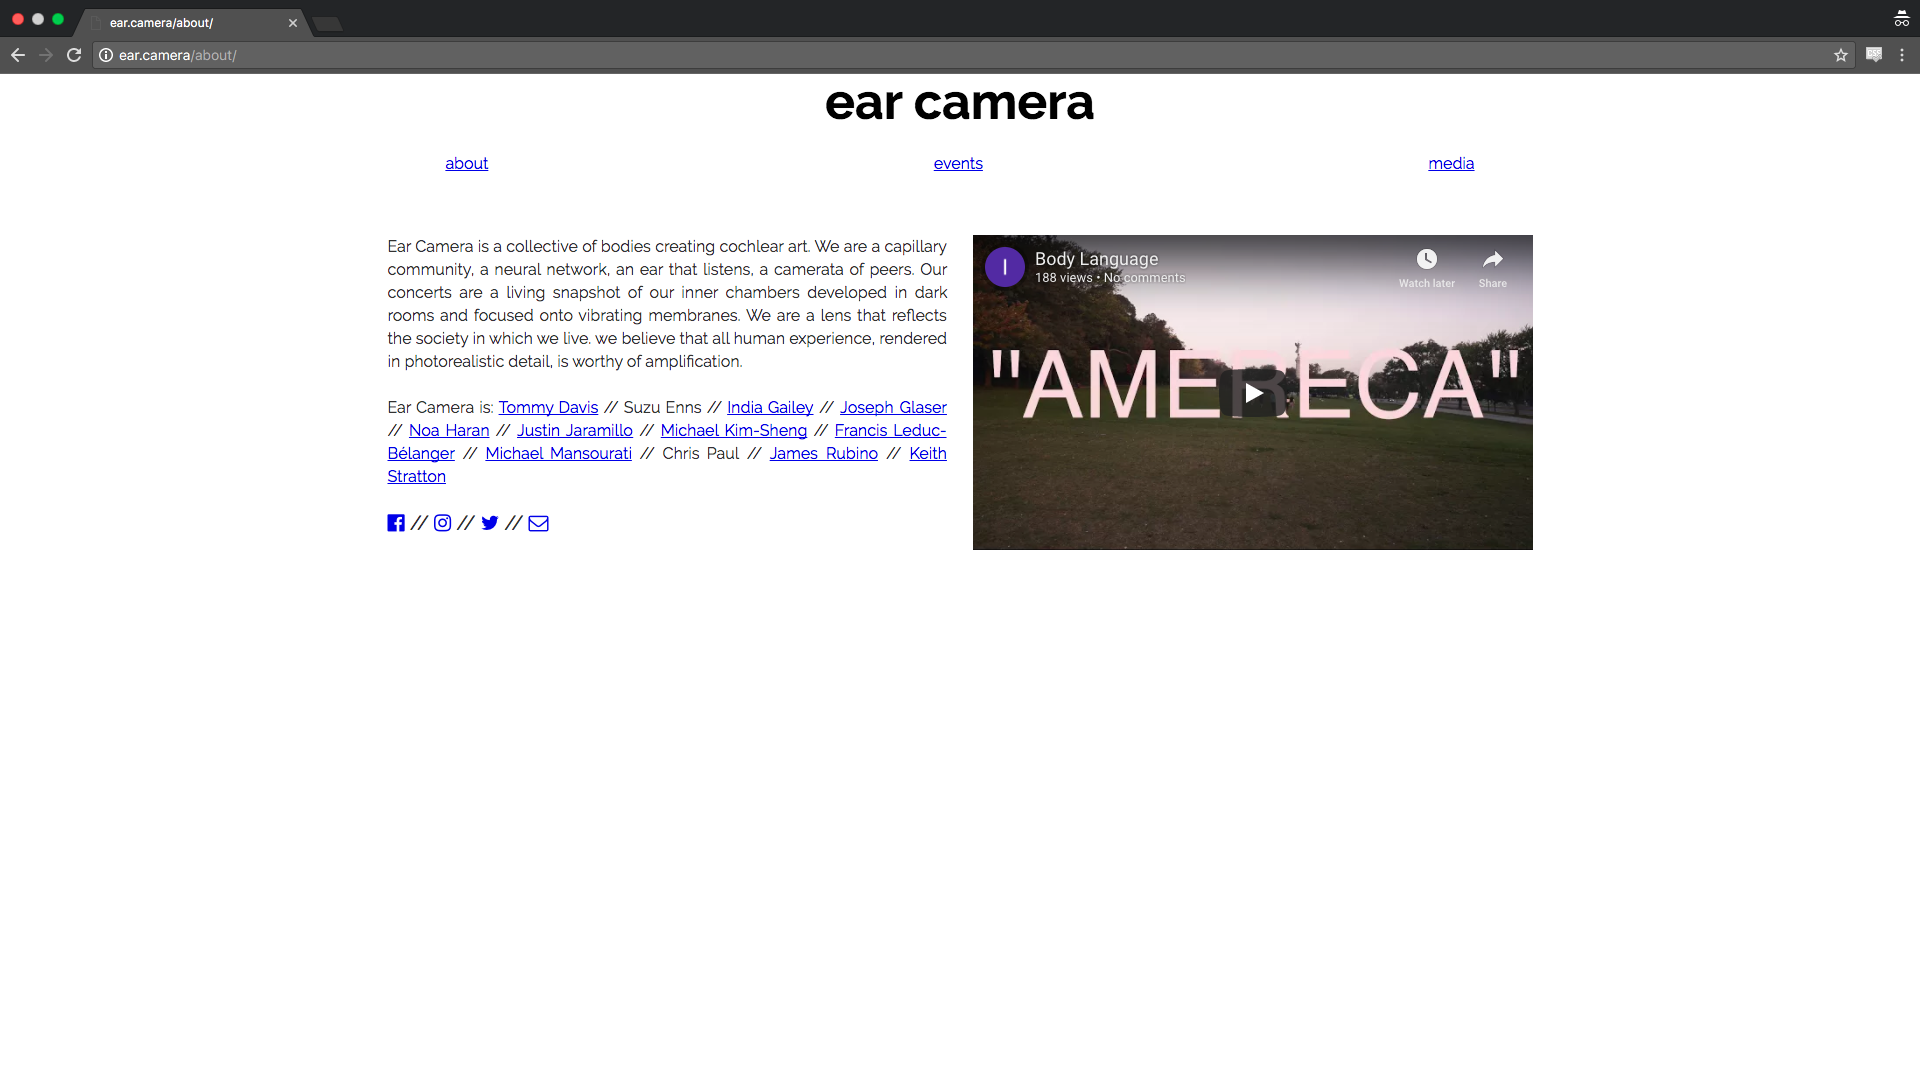 ear.camera/about/
ear.camera/about/
ear camera
about events media
Ear Camera is a collective of bodies creating cochlear art. We are a capillary
community, a neural network, an ear that listens, a camerata of peers. Our
concerts are a living snapshot of our inner chambers developed in dark
rooms and focused onto vibrating membranes. We are a lens that reflects
the society in which we live. we believe that all human experience, rendered
in photorealistic detail, is worthy of amplification.
Ear Camera is: Tommy Davis // Suzu Enns // India Gailey // Joseph Glaser
// Noa Haran // Justin Jaramillo // Michael Kim-Sheng // Francis Leduc-
Bélanger // Michael Mansourati // Chris Paul // James Rubino // Keith
Stratton
// // //
I
Body Language
188 views • No comments
Watch later Share
"AMERECA"